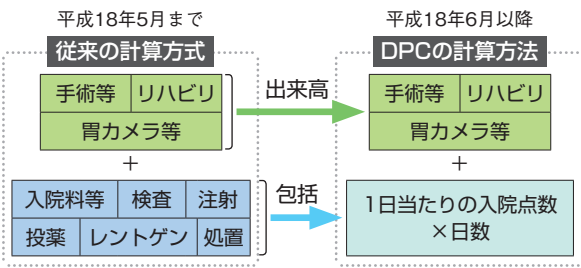 平成18年5月まで
従来の計算方式
手術等 リハビリ
胃カメラ等
+
入院料等 検査 注射
投薬 レントゲン 処置
出来高
包括
平成18年6月以降
DPCの計算方法
手術等 リハビリ
胃カメラ等
+
1日当たりの入院点数
×日数